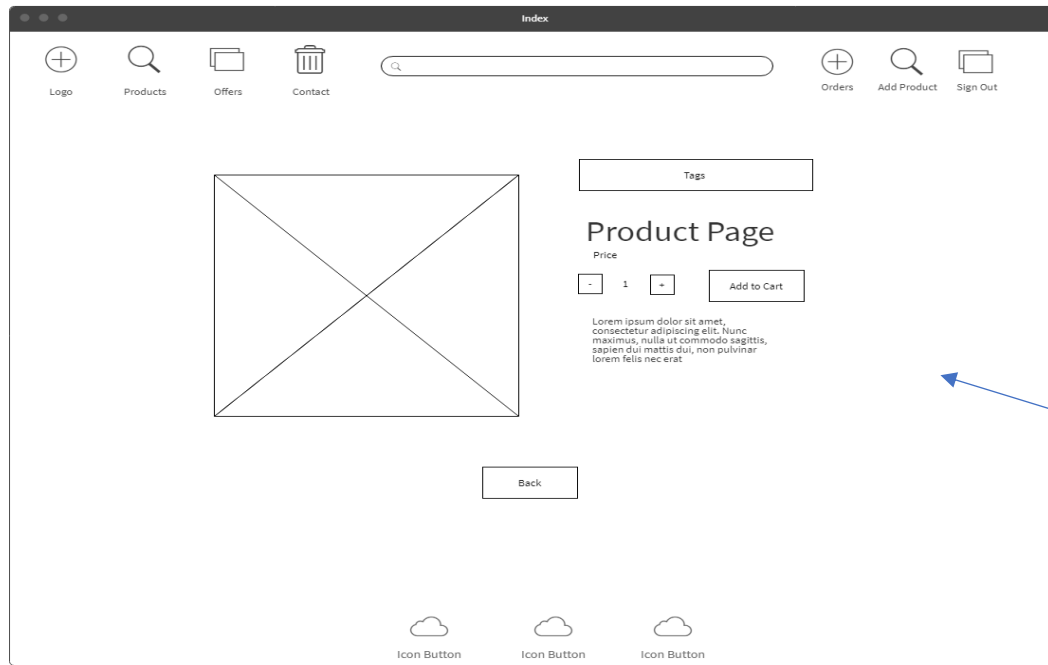 Index
Logo
Products
Offers
Contact
Orders
Add Product
Sign Out
Tags
Product Page
Price
-
1
+
Add to Cart
Lorem ipsum dolor sit amet,
consectetur adipiscing elit. Nunc
maximus, nulla ut commodo sagittis,
sapien dui mattis dui, non pulvinar
lorem felis nec erat
Back
Icon Button
Icon Button
Icon Button